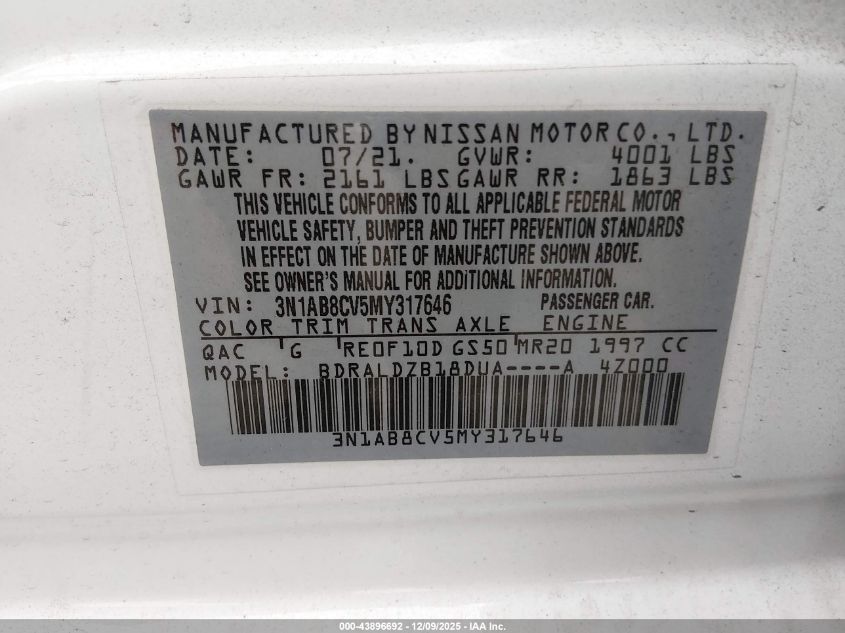 MANUFACTURED BY NISSAN MOTOR CO., LTD.
DATE: 07/21. GVWR: 4001 LBS
GAWR FR: 2161 LBS GAWR RR: 1863 LBS
THIS VEHICLE CONFORMS TO ALL APPLICABLE FEDERAL MOTOR
VEHICLE SAFETY, BUMPER AND THEFT PREVENTION STANDARDS
IN EFFECT ON THE DATE OF MANUFACTURE SHOWN ABOVE.
SEE OWNER'S MANUAL FOR ADDITIONAL INFORMATION.
VIN: 3N1AB8CV5MY317646 PASSENGER CAR.
COLOR TRIM TRANS AXLE ENGINE
QAC G RE0F10D GS50 MR20 1997 CC
MODEL: BDRALDZB18DUA----A 4Z000
3N1AB8CV5MY317646
000-43896692 - 12/09/2025 - IAA Inc.